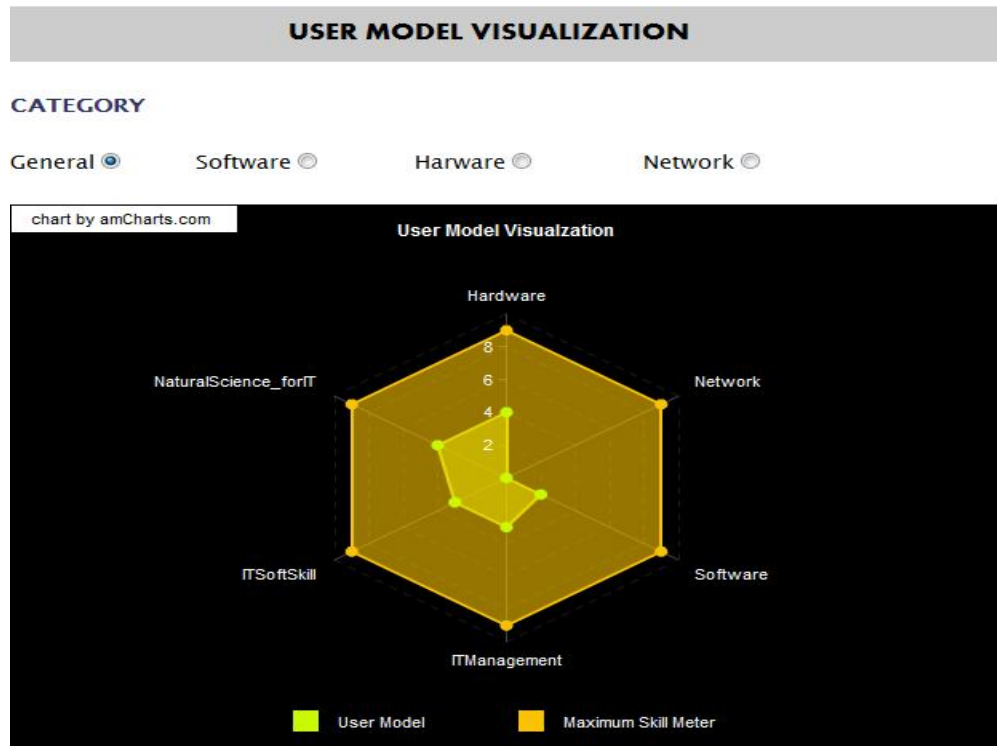 USER MODEL VISUALIZATION
CATEGORY
General Software Harware Network
chart by amCharts.com
User Model Visualzation
Hardware
8
NaturalScience_forIT Network
6
4
2
ITSoftSkill Software
ITManagement
User Model Maximum Skill Meter